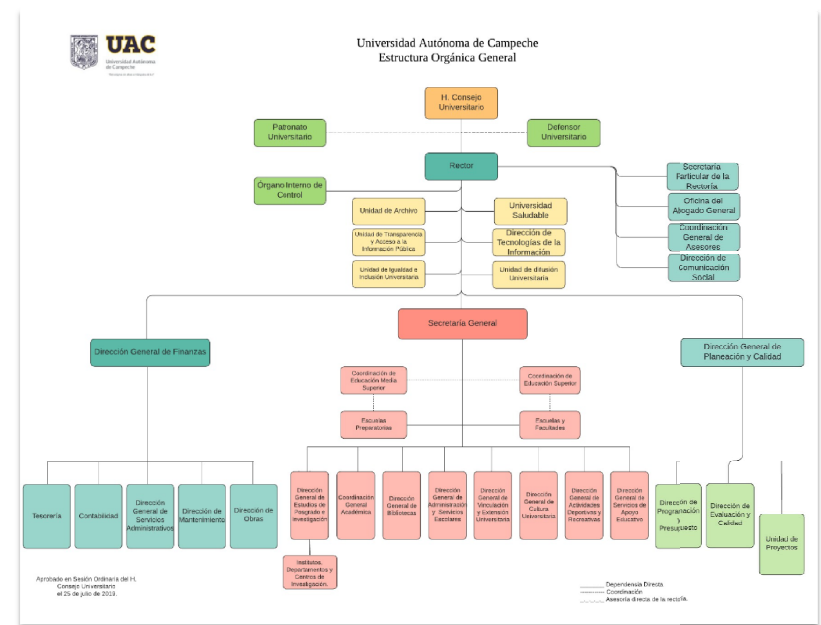 UAC
Universidad Autónoma
de Campeche
Universidad Autónoma de Campeche
Estructura Orgánica General
H. Consejo
Universitario
Patronato
Universitario
Defensor
Universitario
Rector
Secretaria
Particular de la
Rectoría
Órgano Interno de
Control
Oficina del
Abogado General
Unidad de Archivo
Universidad
Saludable
Coordinación
General de
Asesores
Unidad de Transparencia
y Acceso a la
Información Pública
Dirección de
Tecnologías de la
Información
Dirección de
Comunicación
Social
Unidad de Igualdad e
Inclusión Universitaria
Unidad de difusión
Universitaria
Secretaría General
Dirección General de Finanzas
Dirección General de
Planeación y Calidad
Coordinación de
Educación Media
Superior
Coordinación de
Educación Superior
Escuelas
Preparatorias
Escuelas y
Facultades
Tesorería
Contabilidad
Dirección
General de
Servicios
Administrativos
Dirección de
Mantenimiento
Dirección de
Obras
Dirección
General de
Estudios de
Posgrado e
Investigación
Coordinación
General
Académica
Dirección
General de
Bibliotecas
Dirección
General de
Administración
y Servicios
Escolares
Dirección
General de
Vinculación
y Extensión
Universitaria
Dirección
General de
Cultura
Universitaria
Dirección
General de
Actividades
Deportivas y
Recreativas
Dirección
General de
Servicios de
Apoyo
Educativo
Dirección de
Programación
y
Presupuesto
Dirección de
Evaluación y
Calidad
Unidad de
Proyectos
Institutos,
Departamentos y
Centros de
Investigación.
Aprobado en Sesión Ordinaria del H.
Consejo Universitario
el 25 de julio de 2019.
Dependencia Directa
Coordinación
Asesoría directa de la rectoría.